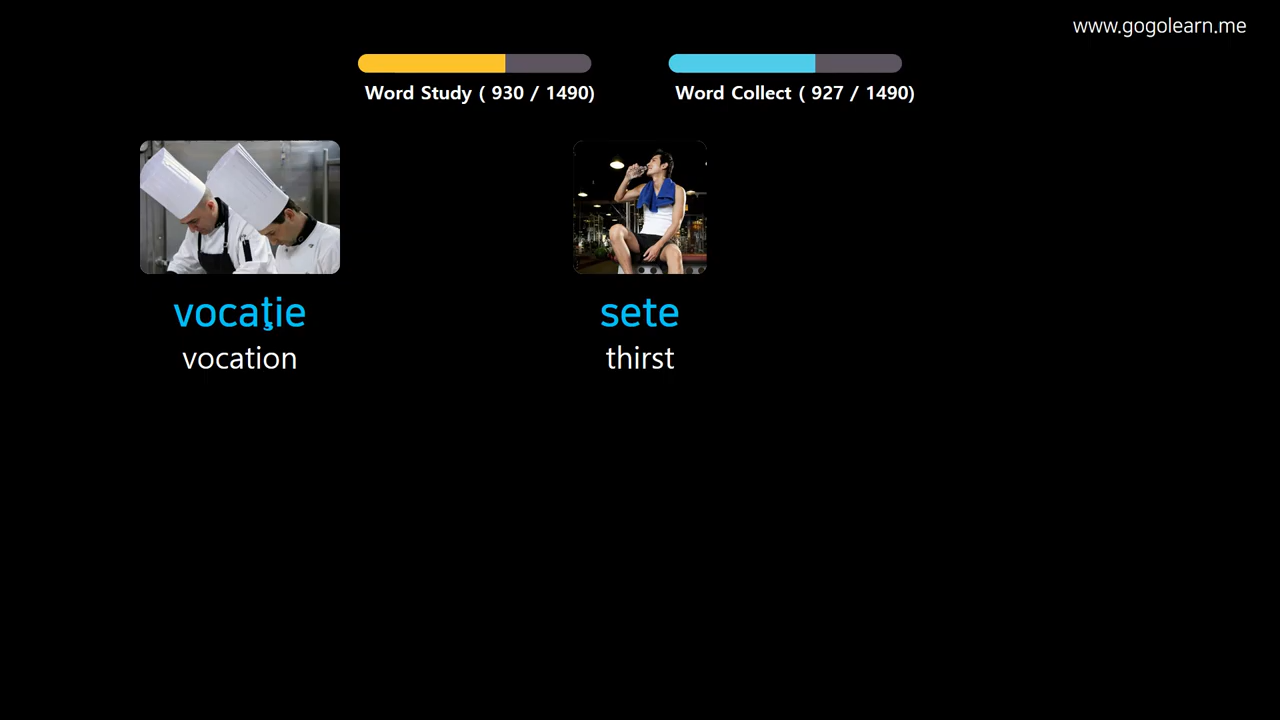 www.gogolearn.me
Word Study ( 930 / 1490)
Word Collect ( 927 / 1490)
vocaţie
vocation
sete
thirst